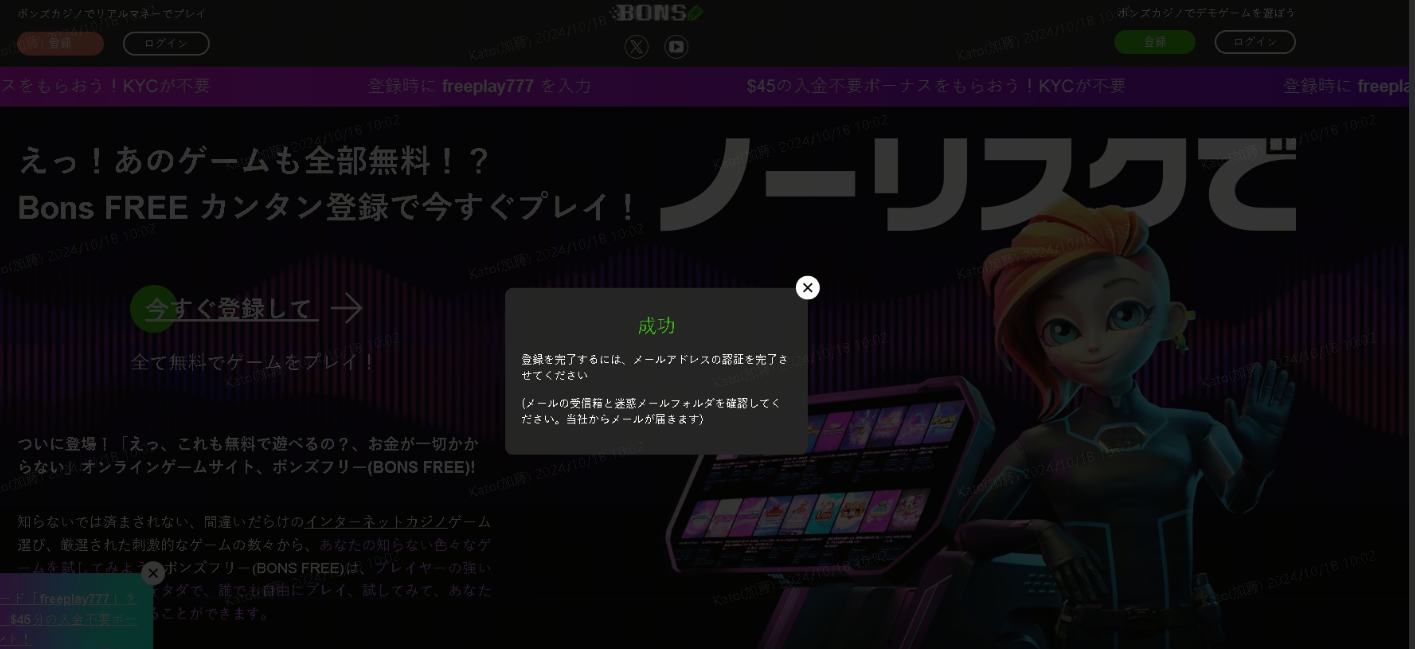 ボンズカジノでリアルマネーでプレイ
登録
ログイン
BONS
ボンズカジノでデモゲームを遊ぼう
登録
ログイン
スをもらおう！KYCが不要
登録時に freeplay777 を入力
$45の入金不要ボーナスをもらおう！KYCが不要
登録時に freepla
えっ！あのゲームも全部無料！？
Bons FREE カンタン登録で今すぐプレイ！
ノーリスクで
今すぐ登録して
全て無料でゲームをプレイ！
成功
登録を完了するには、メールアドレスの認証を完了さ
せてください
(メールの受信箱と迷惑メールフォルダを確認してく
ださい。当社からメールが届きます)
ついに登場！「えっ、これも無料で遊べるの？、お金が一切かか
らない」オンラインゲームサイト、ボンズフリー(BONS FREE)!
知らないでは済まされない、間違いだらけのインターネットカジノゲーム
選び、厳選された刺激的なゲームの数々から、あなたの知らない色々なゲ
ームを試してみよう ボンズフリー(BONS FREE)は、プレイヤーの強い
タダで、誰でも自由にプレイ、試してみて、あなた
ることができます。
ード「freeplay777」を
$45分の入金不要ボー
ント！
Kato(加藤) 2024/10/18 10:02